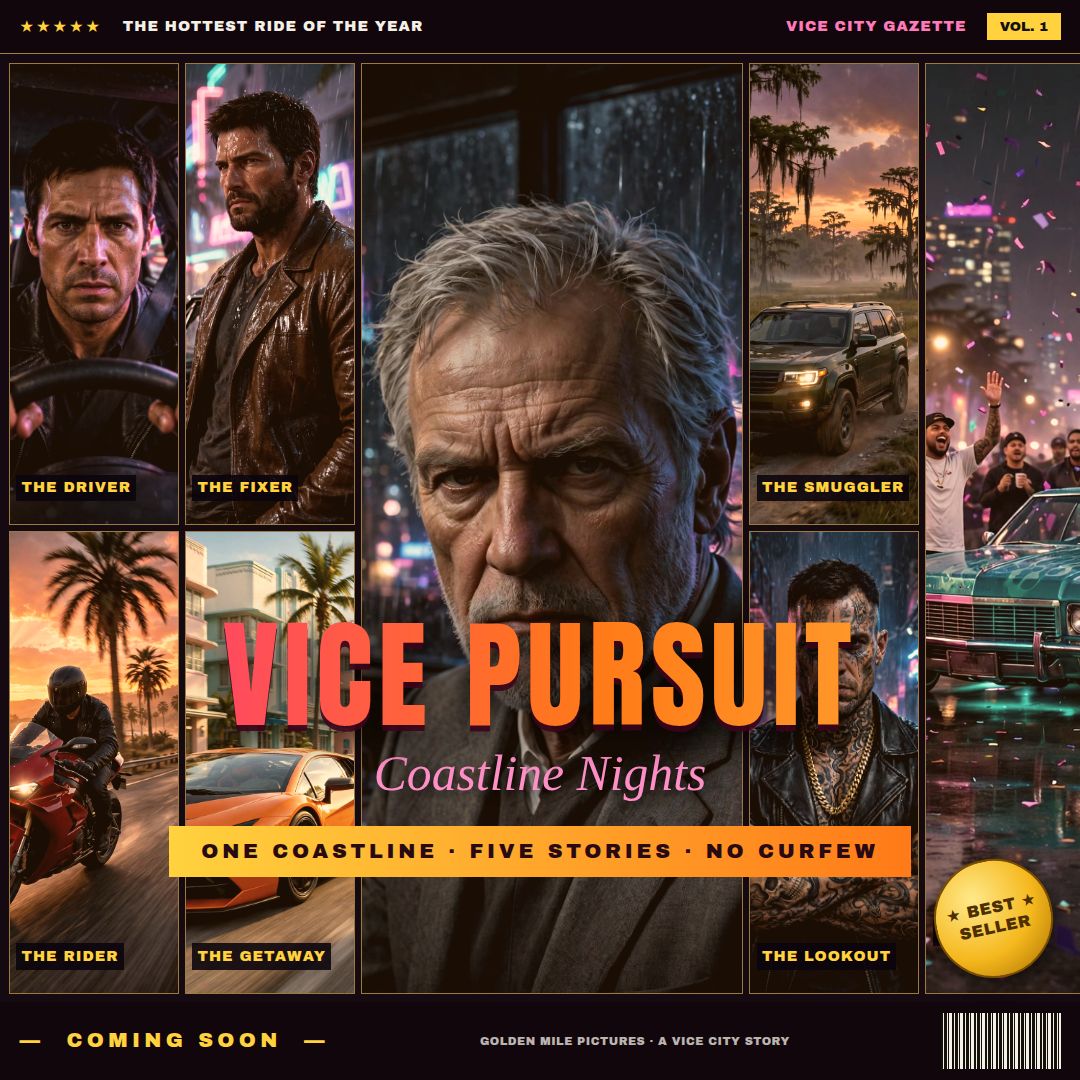 ★★★★★ THE HOTTEST RIDE OF THE YEAR
VICE CITY GAZETTE
VOL. 1
THE DRIVER
THE FIXER
THE SMUGGLER
VICE PURSUIT
Coastline Nights
ONE COASTLINE · FIVE STORIES · NO CURFEW
THE RIDER
THE GETAWAY
THE LOOKOUT
★ BEST ★
SELLER
— COMING SOON —
GOLDEN MILE PICTURES · A VICE CITY STORY